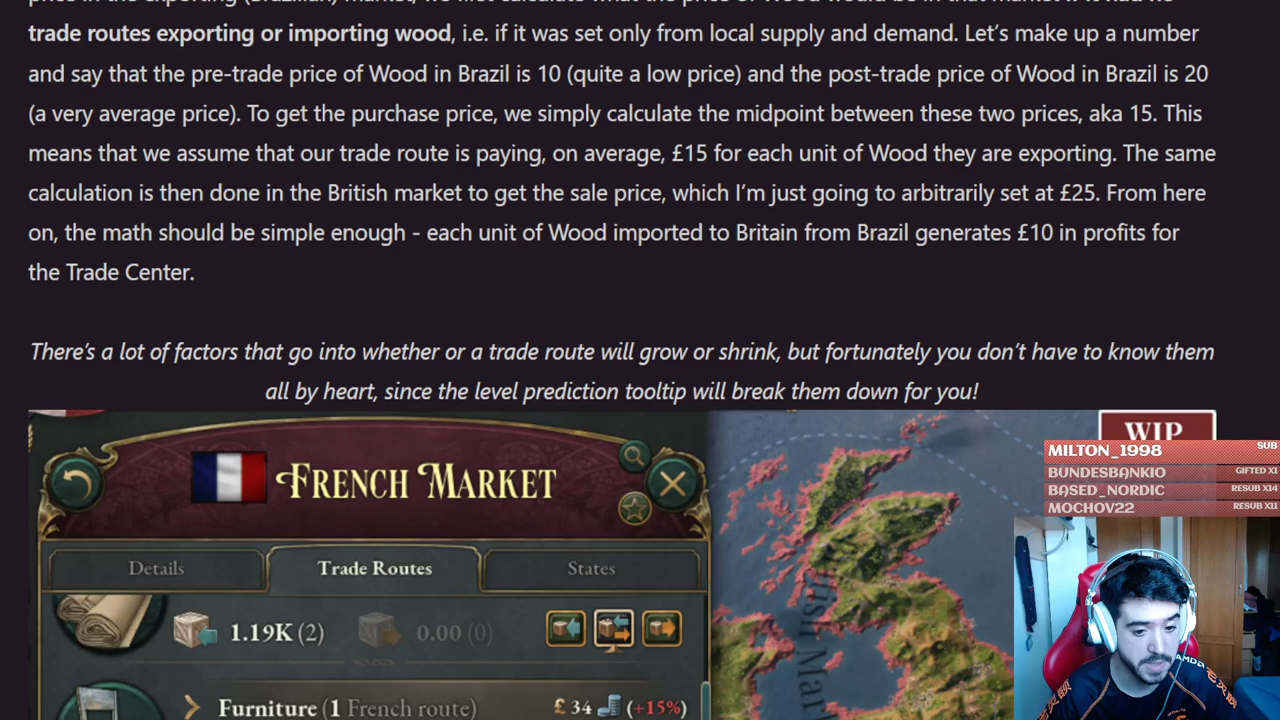 trade routes exporting or importing wood, i.e. if it was set only from local supply and demand. Let's make up a number
and say that the pre-trade price of Wood in Brazil is 10 (quite a low price) and the post-trade price of Wood in Brazil is 20
(a very average price). To get the purchase price, we simply calculate the midpoint between these two prices, aka 15. This
means that we assume that our trade route is paying, on average, £15 for each unit of Wood they are exporting. The same
calculation is then done in the British market to get the sale price, which I'm just going to arbitrarily set at £25. From here
on, the math should be simple enough - each unit of Wood imported to Britain from Brazil generates £10 in profits for
the Trade Center.
There's a lot of factors that go into whether or a trade route will grow or shrink, but fortunately you don't have to know them
all by heart, since the level prediction tooltip will break them down for you!
WIP
FRENCH MARKET
Details
Trade Routes
States
1.19K (2)
0.00 (0)
Furniture (1 French route)
£ 34 (+15%)
MILTON_1998 SUB
BUNDESBANKIO GIFTED X1
BASED_NORDIC RESUB X14
MOCHOV22 RESUB X11
AMD